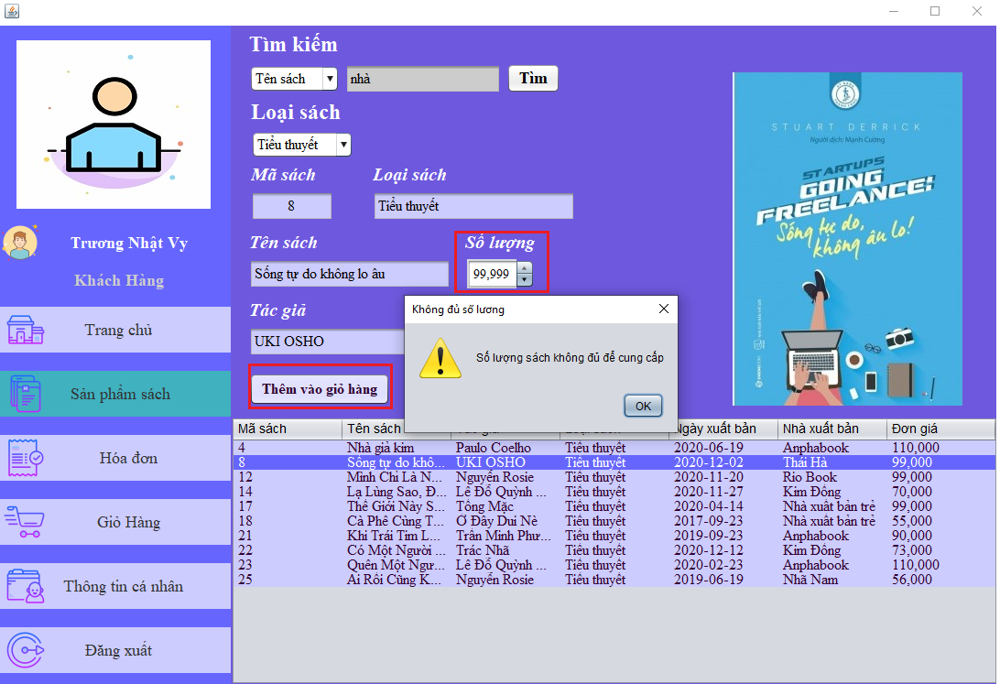 Tìm kiếm
Tên sách
nhà
Tìm
Loại sách
Tiểu thuyết
Mã sách
Loại sách
8
Tiểu thuyết
Tên sách
Số lượng
Sống tự do không lo âu
99,999
Tác giả
UKI OSHO
Thêm vào giỏ hàng
Trương Nhật Vy
Khách Hàng
Trang chủ
Sản phẩm sách
Hóa đơn
Giỏ Hàng
Thông tin cá nhân
Đăng xuất
STUART DERRICK
Người dịch: Mạnh Cường
STARTUPS
GOING
FREELANCE!
Sống tự do,
không âu lo!
Không đủ số lương
Số lượng sách không đủ để cung cấp
OK
Mã sách Tên sách Ngày xuất bản Nhà xuất bản Đơn giá
4 Nhà giả kim Paulo Coelho Tiểu thuyết 2020-06-19 Anphabook 110,000
8 Sống tự do khô... UKI OSHO Tiểu thuyết 2020-12-02 Thái Hà 99,000
12 Mình Chỉ Là N... Nguyễn Rosie Tiểu thuyết 2020-11-20 Rio Book 99,000
14 Lạ Lùng Sao, Đ... Lê Đỗ Quỳnh ... Tiểu thuyết 2020-11-27 Kim Đồng 70,000
17 Thế Giới Này S... Tống Mặc Tiểu thuyết 2020-04-14 Nhà xuất bản trẻ 99,000
18 Cà Phê Cùng T... Ở Đây Dui Nè Tiểu thuyết 2017-09-23 Nhà xuất bản trẻ 55,000
21 Khi Trái Tim L... Trần Minh Phư... Tiểu thuyết 2019-09-23 Anphabook 90,000
22 Có Một Người ... Trác Nhã Tiểu thuyết 2020-12-12 Kim Đồng 73,000
23 Quên Một Ngư... Lê Đỗ Quỳnh ... Tiểu thuyết 2020-02-23 Anphabook 110,000
25 Ai Rồi Cũng K... Nguyễn Rosie Tiểu thuyết 2019-06-19 Nhã Nam 56,000